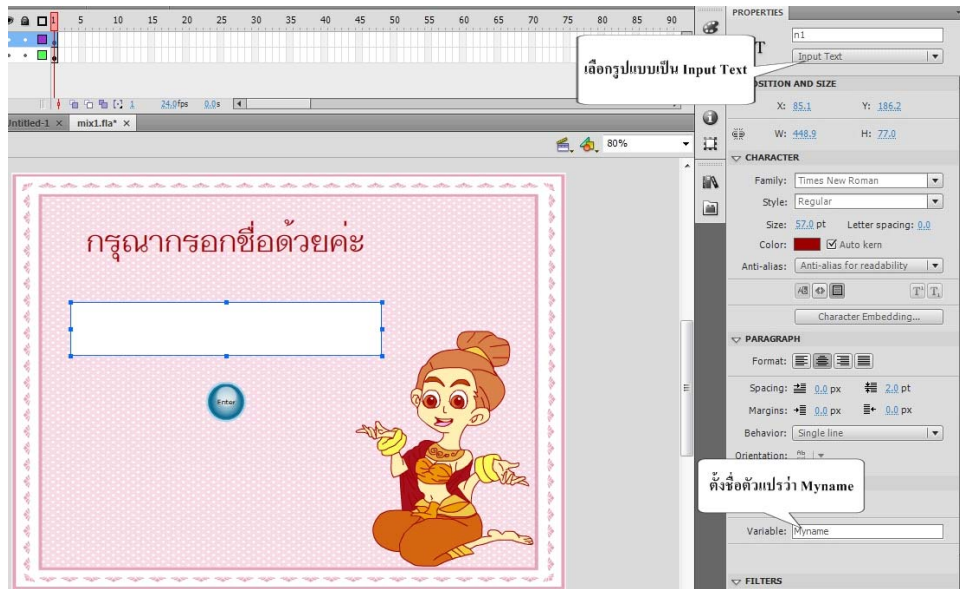 5 10 15 20 25 30 35 40 45 50 55 60 65 70 75 80 85 90
1 24.0fps 0.0s
Untitled-1 × mix1.fla* ×
80%
กรุณากรอกชื่อด้วยค่ะ
Enter
PROPERTIES
n1
T
Input Text
เลือกรูปแบบเป็น Input Text
POSITION AND SIZE
X: 85.1 Y: 186.2
W: 448.9 H: 77.0
CHARACTER
Family: Times New Roman
Style: Regular
Size: 57.0 pt Letter spacing: 0.0
Color: Auto kern
Anti-alias: Anti-alias for readability
T¹ T₁
Character Embedding...
PARAGRAPH
Format:
Spacing: 0.0 px 2.0 pt
Margins: 0.0 px 0.0 px
Behavior: Single line
Orientation:
ตั้งชื่อตัวแปรว่า Myname
Variable: Myname
FILTERS